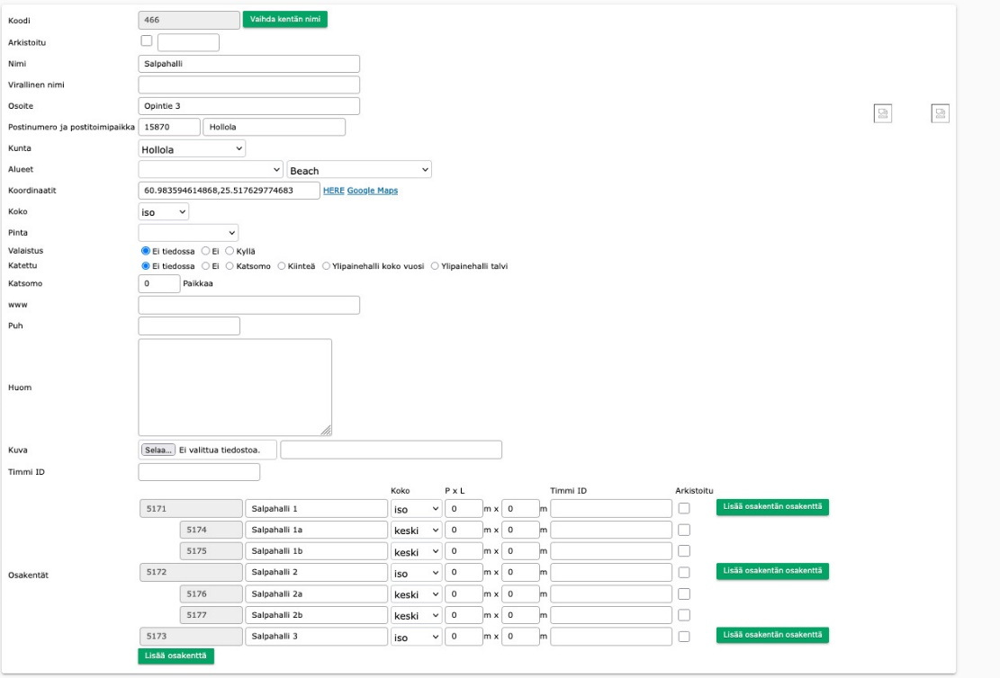 Koodi 466 Vaihda kentän nimi
Arkistoitu
Nimi Salpahalli
Virallinen nimi
Osoite Opintie 3
Postinumero ja postitoimipaikka 15870 Hollola
Kunta Hollola
Alueet Beach
Koordinaatit 60.983594614868,25.517629774683 HERE Google Maps
Koko iso
Pinta
Valaistus Ei tiedossa Ei Kyllä
Katettu Ei tiedossa Ei Katsomo Kiinteä Ylipainehalli koko vuosi Ylipainehalli talvi
Katsomo 0 Paikkaa
www
Puh
Huom
Kuva Selaa... Ei valittua tiedostoa.
Timmi ID
Koko P x L Timmi ID Arkistoitu
5171 Salpahalli 1 iso 0 m x 0 m Lisää osakentän osakenttä
5174 Salpahalli 1a keski 0 m x 0 m
5175 Salpahalli 1b keski 0 m x 0 m
Osakentät
5172 Salpahalli 2 iso 0 m x 0 m Lisää osakentän osakenttä
5176 Salpahalli 2a keski 0 m x 0 m
5177 Salpahalli 2b keski 0 m x 0 m
5173 Salpahalli 3 iso 0 m x 0 m Lisää osakentän osakenttä
Lisää osakenttä